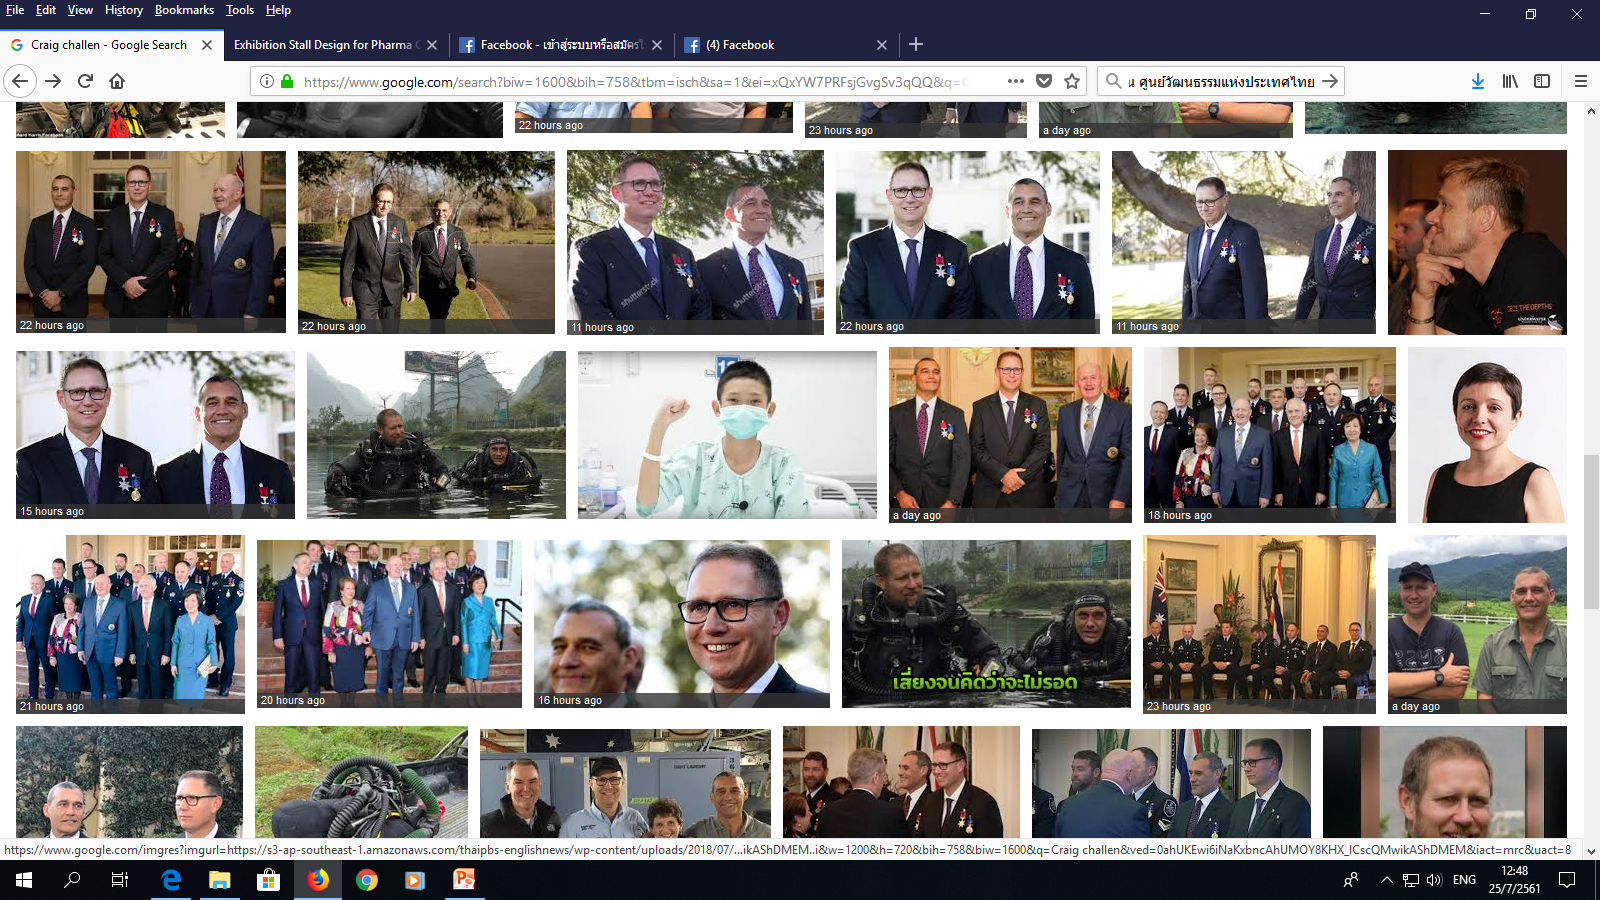 File Edit View History Bookmarks Tools Help
Craig challen - Google Search
Exhibition Stall Design for Pharma
Facebook - เข้าสู่ระบบหรือสมัครใ
(4) Facebook
https://www.google.com/search?biw=1600&bih=758&tbm=isch&sa=1&ei=xQxYW7PRFsjGvgSv3qQQ&q=C
น ศูนย์วัฒนธรรมแห่งประเทศไทย
22 hours ago
23 hours ago
a day ago
22 hours ago
22 hours ago
11 hours ago
22 hours ago
11 hours ago
shutterstock
THE DEPTHS
UNDERWATER
15 hours ago
a day ago
18 hours ago
21 hours ago
20 hours ago
16 hours ago
เสี่ยงจนคิดว่าจะไม่รอด
23 hours ago
a day ago
https://www.google.com/imgres?imgurl=https://s3-ap-southeast-1.amazonaws.com/thaipbs-englishnews/wp-content/uploads/2018/07/...ikAShDMEM..i&w=1200&h=720&bih=758&biw=1600&q=Craig challen&ved=0ahUKEwi6iNaKxbncAhUMOY8KHX_ICscQMwikAShDMEM&iact=mrc&uact=8
ENG
12:48
25/7/2561